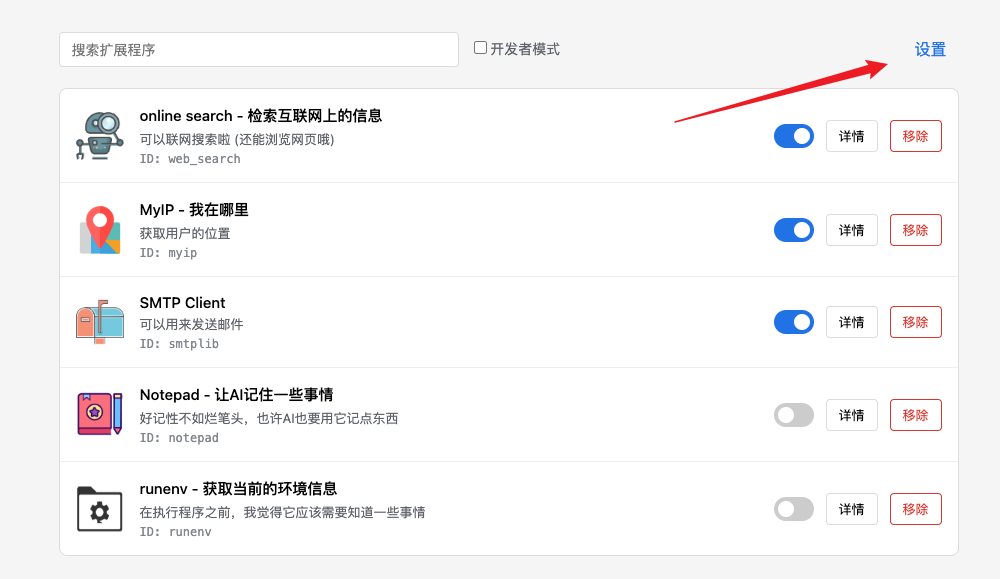 搜索扩展程序
开发者模式
设置
online search - 检索互联网上的信息
可以联网搜索啦 (还能浏览网页哦)
ID: web_search
详情
移除
MyIP - 我在哪里
获取用户的位置
ID: myip
详情
移除
SMTP Client
可以用来发送邮件
ID: smtplib
详情
移除
Notepad - 让AI记住一些事情
好记性不如烂笔头，也许AI也要用它记点东西
ID: notepad
详情
移除
runenv - 获取当前的环境信息
在执行程序之前，我觉得它应该需要知道一些事情
ID: runenv
详情
移除